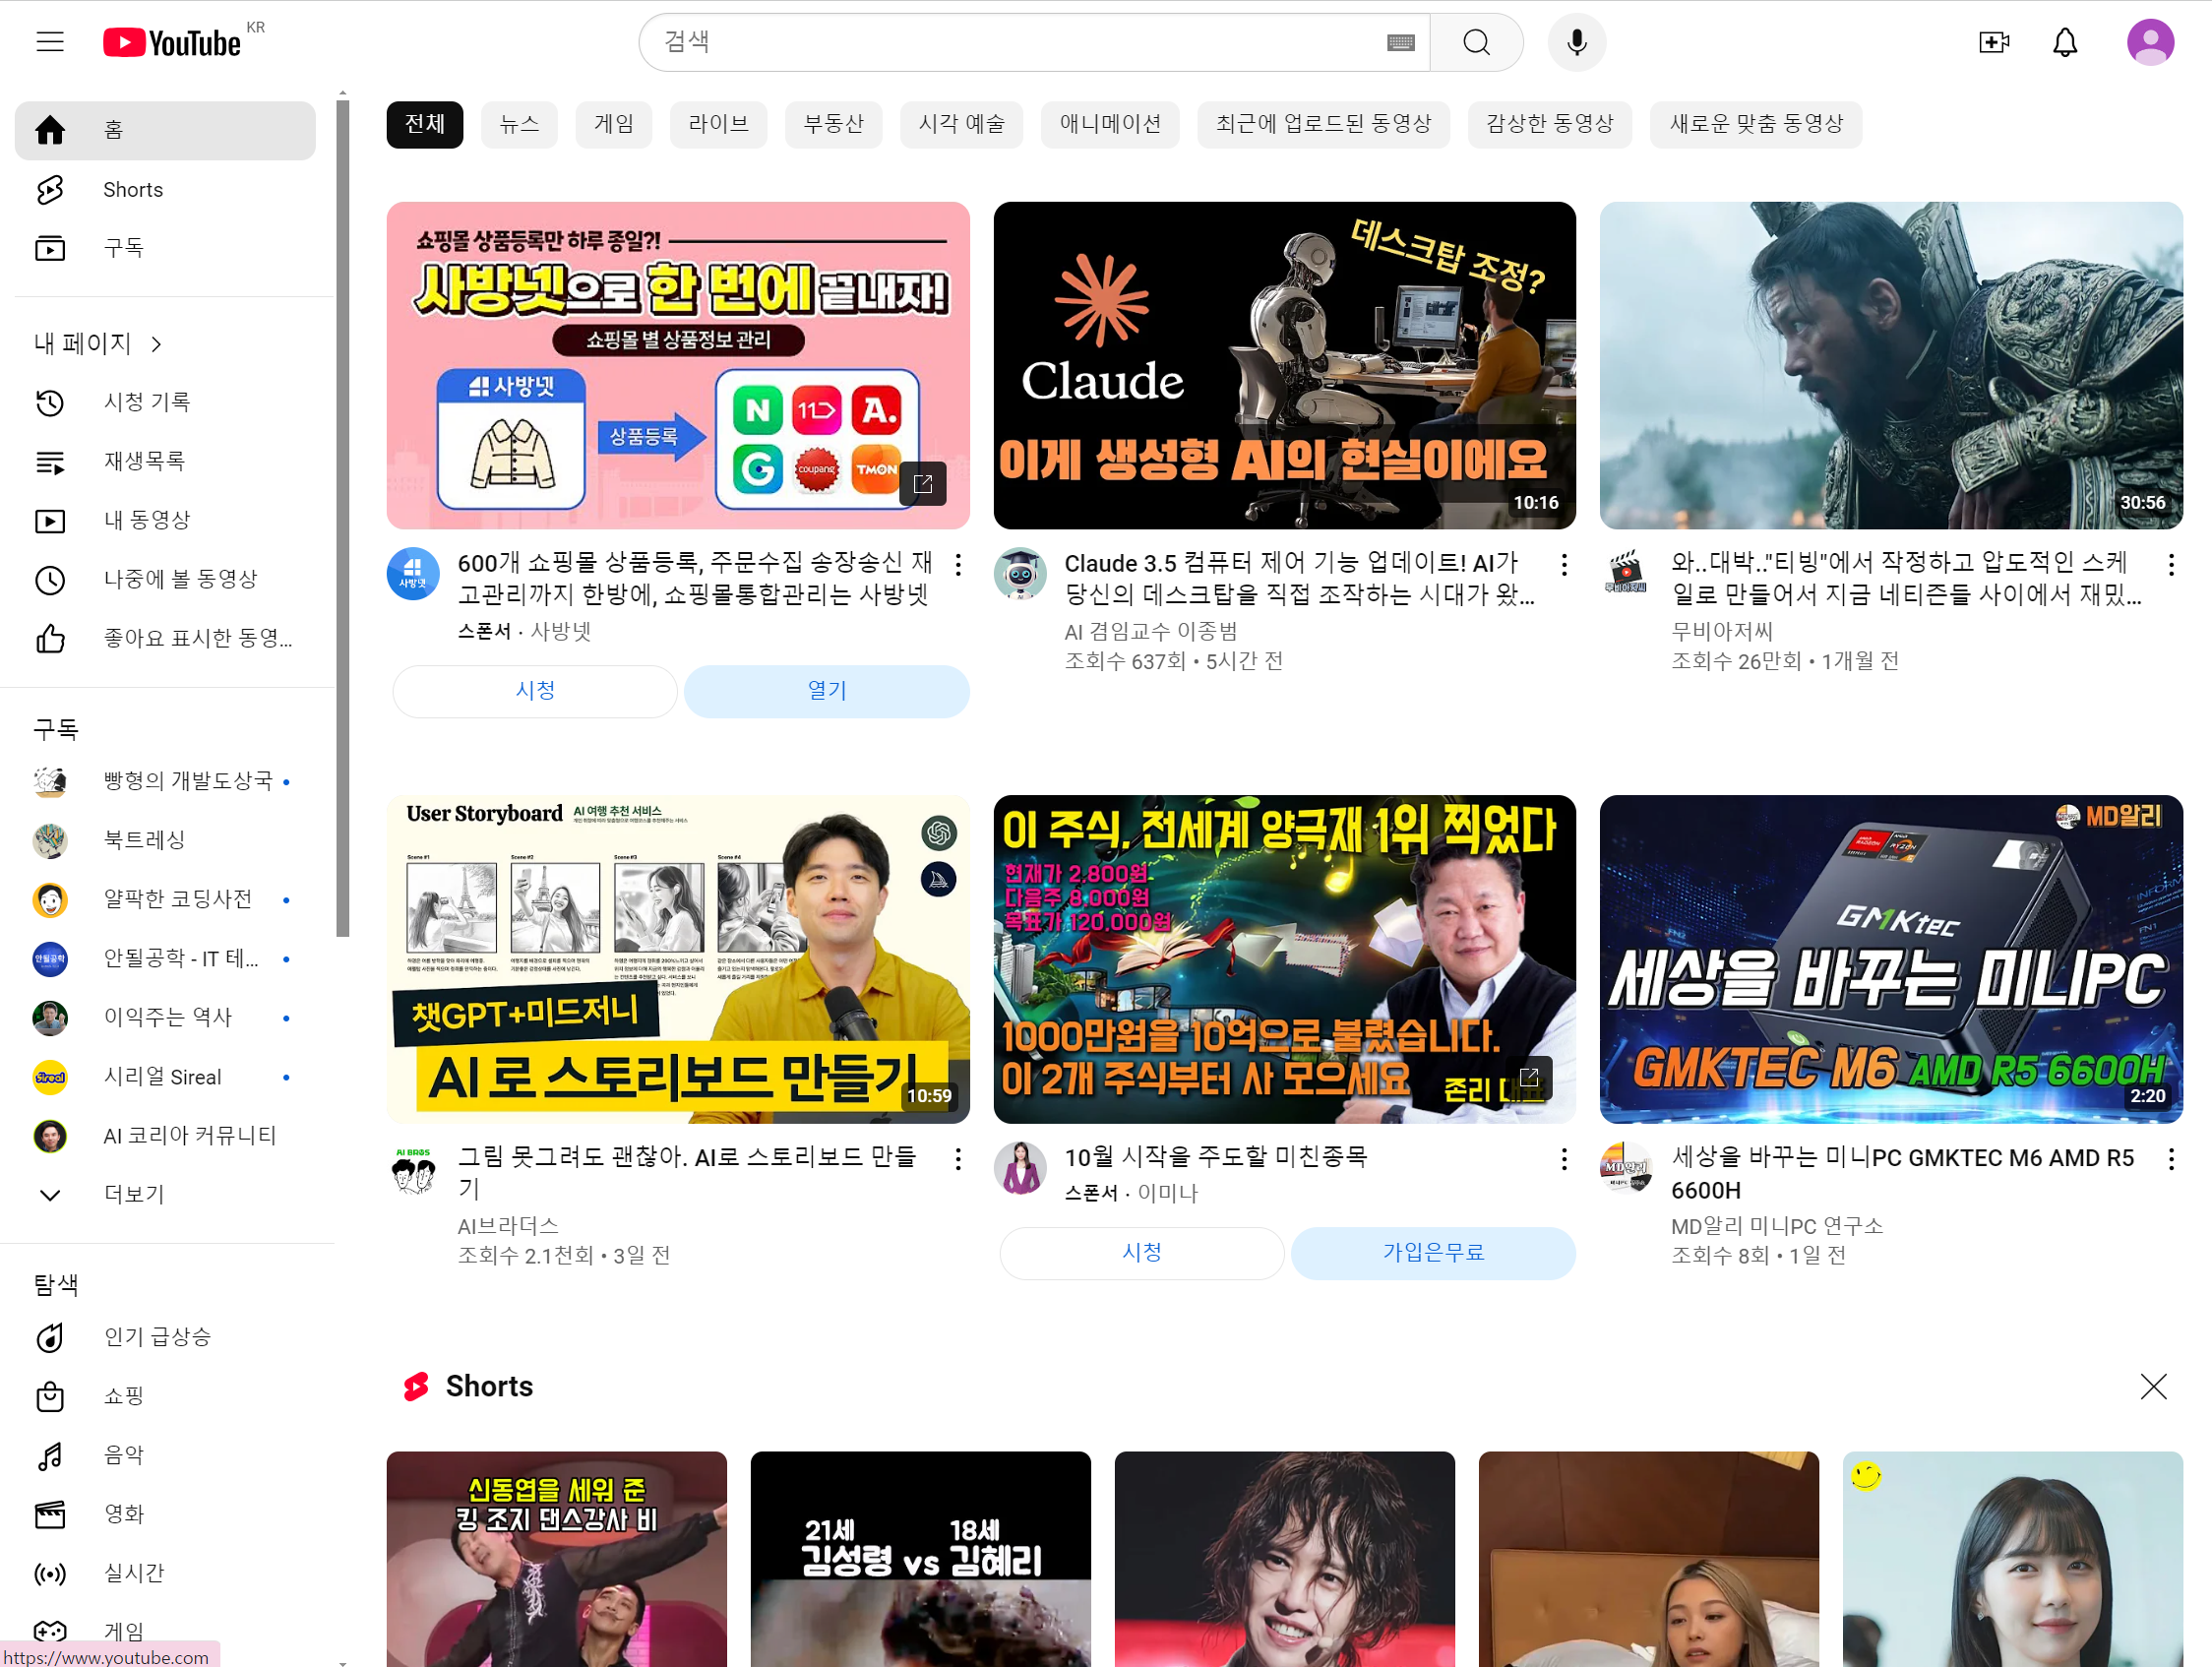 YouTube KR
검색
홈
Shorts
구독
내 페이지
시청 기록
재생목록
내 동영상
나중에 볼 동영상
좋아요 표시한 동영...
구독
빵형의 개발도상국
북트레싱
얄팍한 코딩사전
안될공학 - IT 테...
이익주는 역사
시리얼 Sireal
AI 코리아 커뮤니티
더보기
탐색
인기 급상승
쇼핑
음악
영화
실시간
게임
https://www.youtube.com
전체
뉴스
게임
라이브
부동산
시각 예술
애니메이션
최근에 업로드된 동영상
감상한 동영상
새로운 맞춤 동영상
쇼핑몰 상품등록만 하루 종일?!
사방넷으로 한 번에 끝내자!
쇼핑몰 별 상품정보 관리
사방넷
상품등록
N
11
A.
G
coupang
TMON
사방넷
600개 쇼핑몰 상품등록, 주문수집 송장송신 재
고관리까지 한방에, 쇼핑몰통합관리는 사방넷
스폰서 · 사방넷
시청
열기
데스크탑 조정?
Claude
이게 생성형 AI의 현실이에요
10:16
Claude 3.5 컴퓨터 제어 기능 업데이트! AI가
당신의 데스크탑을 직접 조작하는 시대가 왔...
AI 겸임교수 이종범
조회수 637회 • 5시간 전
30:56
무비아저씨
와..대박.."티빙"에서 작정하고 압도적인 스케
일로 만들어서 지금 네티즌들 사이에서 재밌...
무비아저씨
조회수 26만회 • 1개월 전
User Storyboard
AI 여행 추천 서비스
Scene #1
Scene #2
Scene #3
Scene #4
챗GPT+미드저니
AI 로 스토리보드 만들기
10:59
AI BROS
그림 못그려도 괜찮아. AI로 스토리보드 만들
기
AI브라더스
조회수 2.1천회 • 3일 전
이 주식, 전세계 양극재 1위 찍었다
현재가 2,800원
다음주 8,000원
목표가 120,000원
1000만원을 10억으로 불렸습니다.
이 2개 주식부터 사 모으세요
존리 대표
10월 시작을 주도할 미친종목
스폰서 · 이미나
시청
가입은무료
MD알리
GMKtec
세상을 바꾸는 미니PC
GMKTEC M6 AMD R5 6600H
2:20
MD알리
세상을 바꾸는 미니PC GMKTEC M6 AMD R5
6600H
MD알리 미니PC 연구소
조회수 8회 • 1일 전
Shorts
신동엽을 세워 준
킹 조지 댄스강사 비
21세 18세
김성령 vs 김혜리